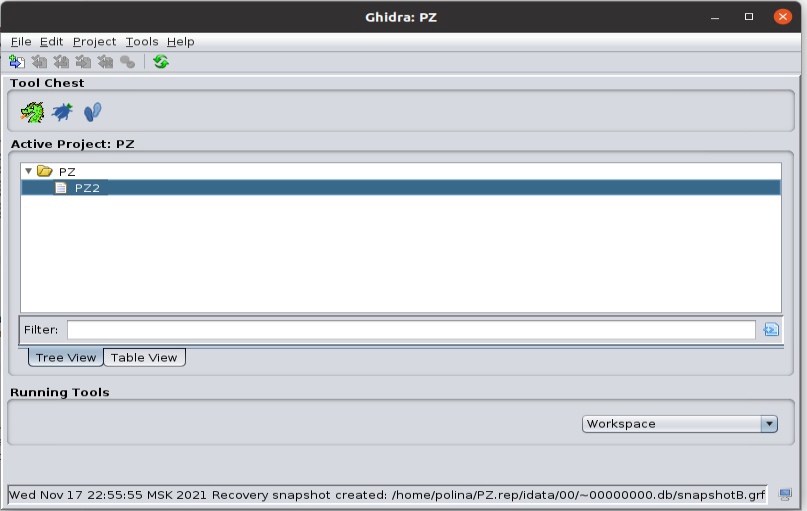 Ghidra: PZ
File Edit Project Tools Help
Tool Chest
Active Project: PZ
PZ
PZ2
Filter:
Tree View Table View
Running Tools
Workspace
Wed Nov 17 22:55:55 MSK 2021 Recovery snapshot created: /home/polina/PZ.rep/idata/00/~00000000.db/snapshotB.grf